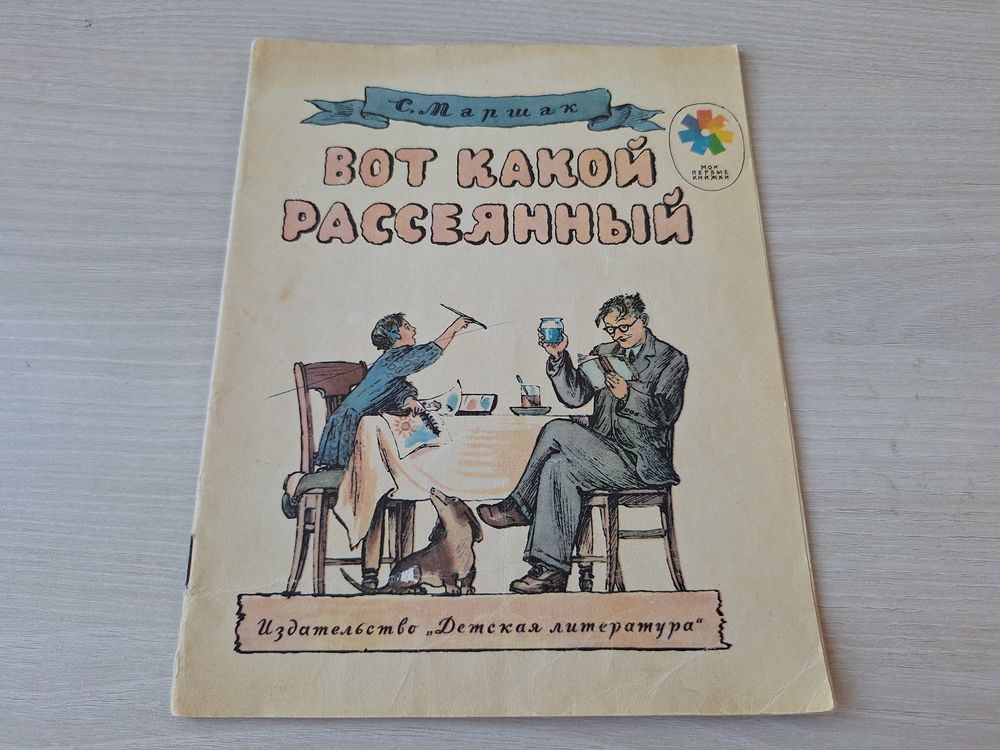 С. Маршак
ВОТ КАКОЙ
РАССЕЯННЫЙ
МОИ
ПЕРВЫЕ
КНИЖКИ
Издательство „Детская литература“